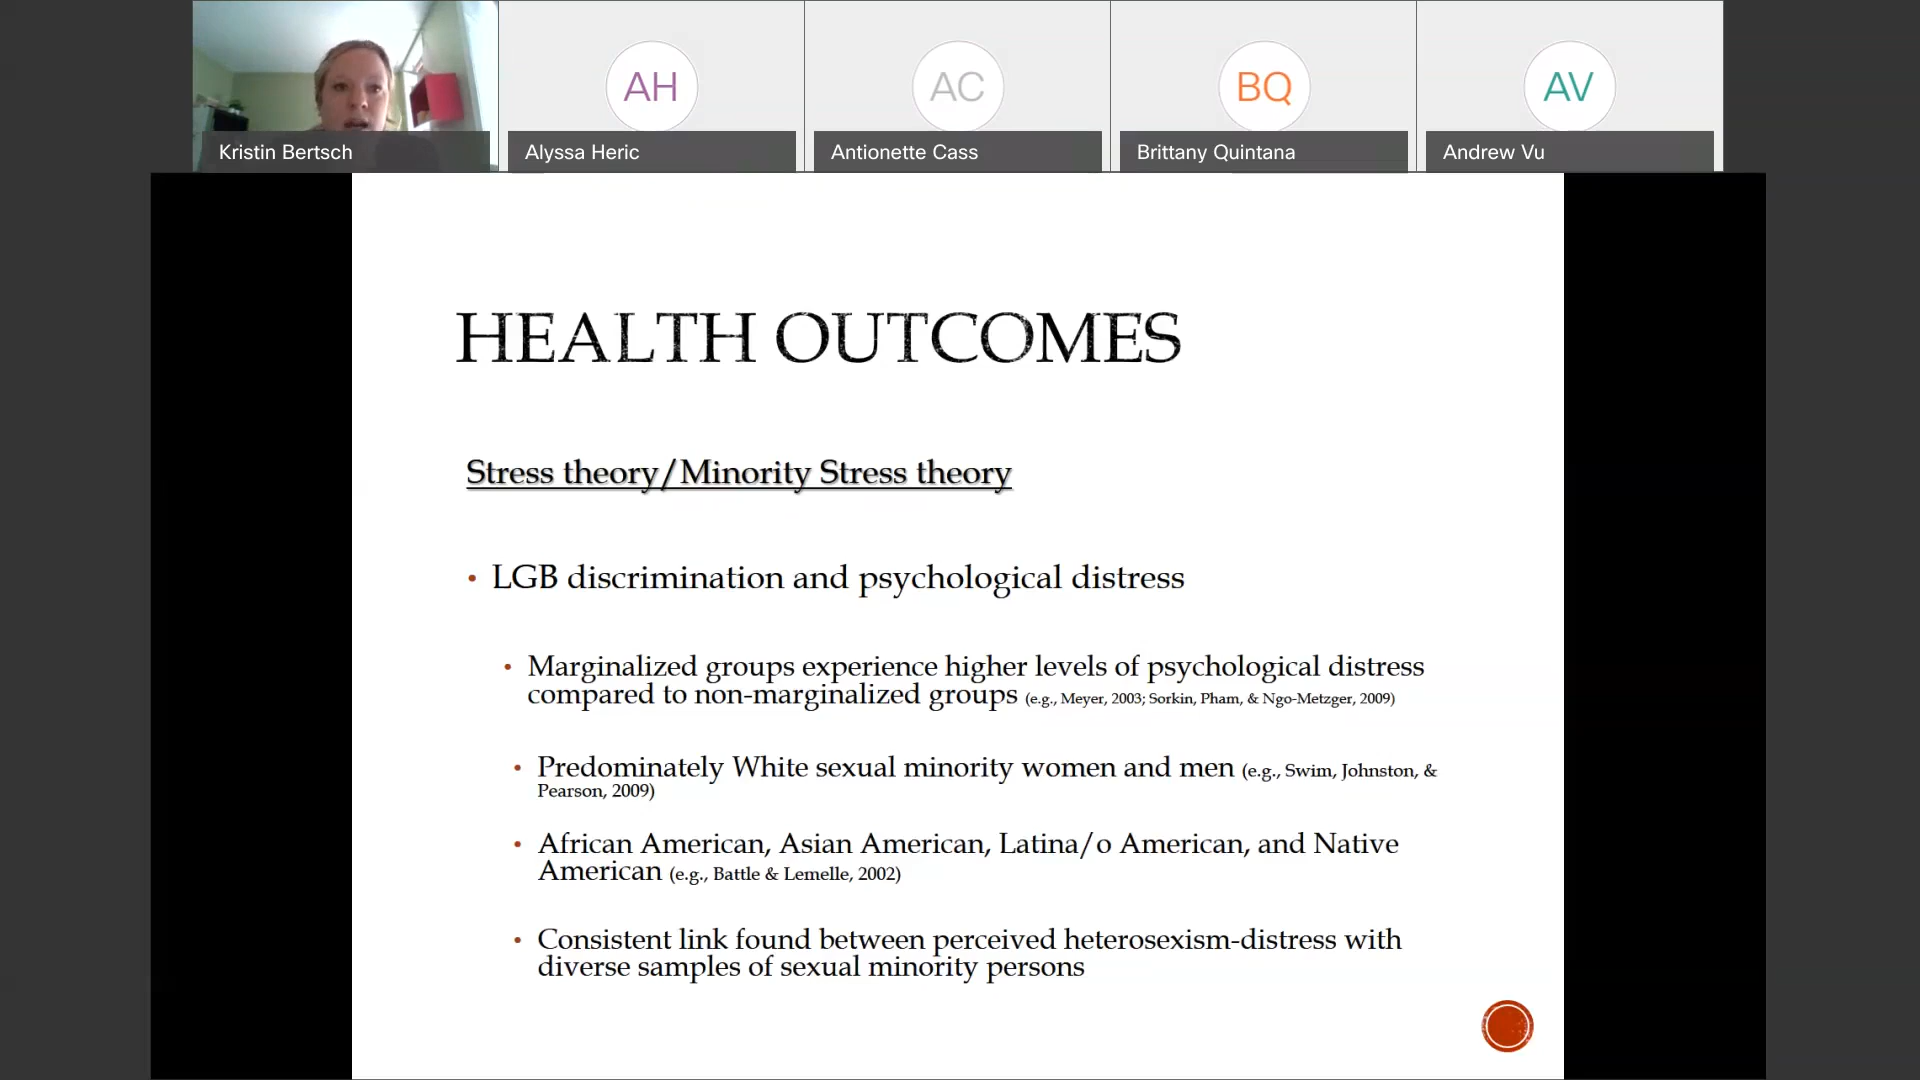 AH
AC
BQ
AV
Kristin Bertsch
Alyssa Heric
Antionette Cass
Brittany Quintana
Andrew Vu
HEALTH OUTCOMES
Stress theory/Minority Stress theory
• LGB discrimination and psychological distress
• Marginalized groups experience higher levels of psychological distress
compared to non-marginalized groups (e.g., Meyer, 2003; Sorkin, Pham, & Ngo-Metzger, 2009)
• Predominately White sexual minority women and men (e.g., Swim, Johnston, &
Pearson, 2009)
• African American, Asian American, Latina/o American, and Native
American (e.g., Battle & Lemelle, 2002)
• Consistent link found between perceived heterosexism-distress with
diverse samples of sexual minority persons